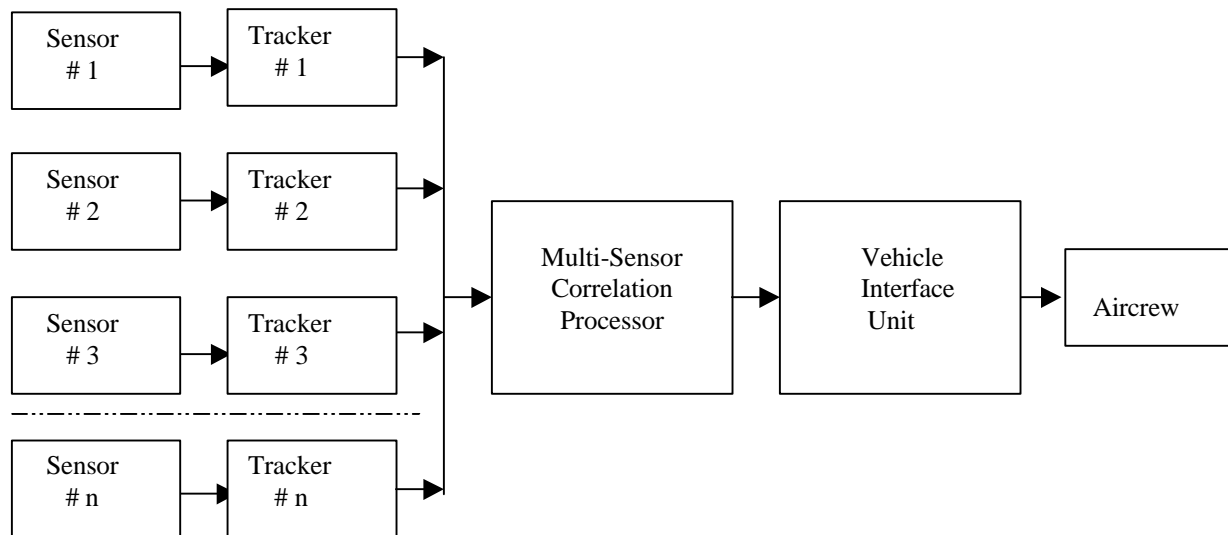 Sensor
# 1
Tracker
# 1
Sensor
# 2
Tracker
# 2
Multi-Sensor
Correlation
Processor
Vehicle
Interface
Unit
Aircrew
Sensor
# 3
Tracker
# 3
Sensor
# n
Tracker
# n